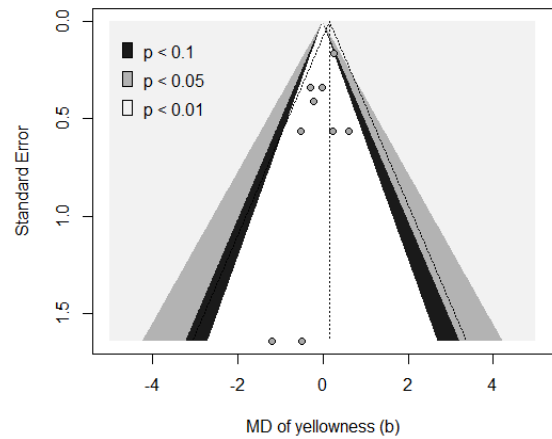 p < 0.1
p < 0.05
p < 0.01
Standard Error
0.0
0.5
1.0
1.5
-4
-2
0
2
4
MD of yellowness (b)